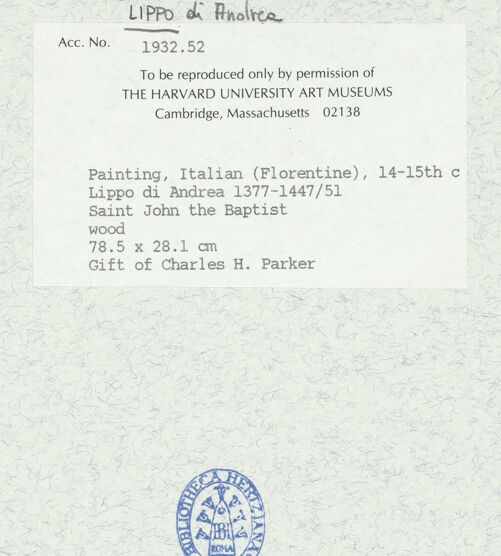 LIPPO di Andrea
Acc. No. 1932.52
To be reproduced only by permission of
THE HARVARD UNIVERSITY ART MUSEUMS
Cambridge, Massachusetts 02138
Painting, Italian (Florentine), 14-15th c
Lippo di Andrea 1377-1447/51
Saint John the Baptist
wood
78.5 x 28.1 cm
Gift of Charles H. Parker
BIBLIOTHECA HERTZIANA
ROMA